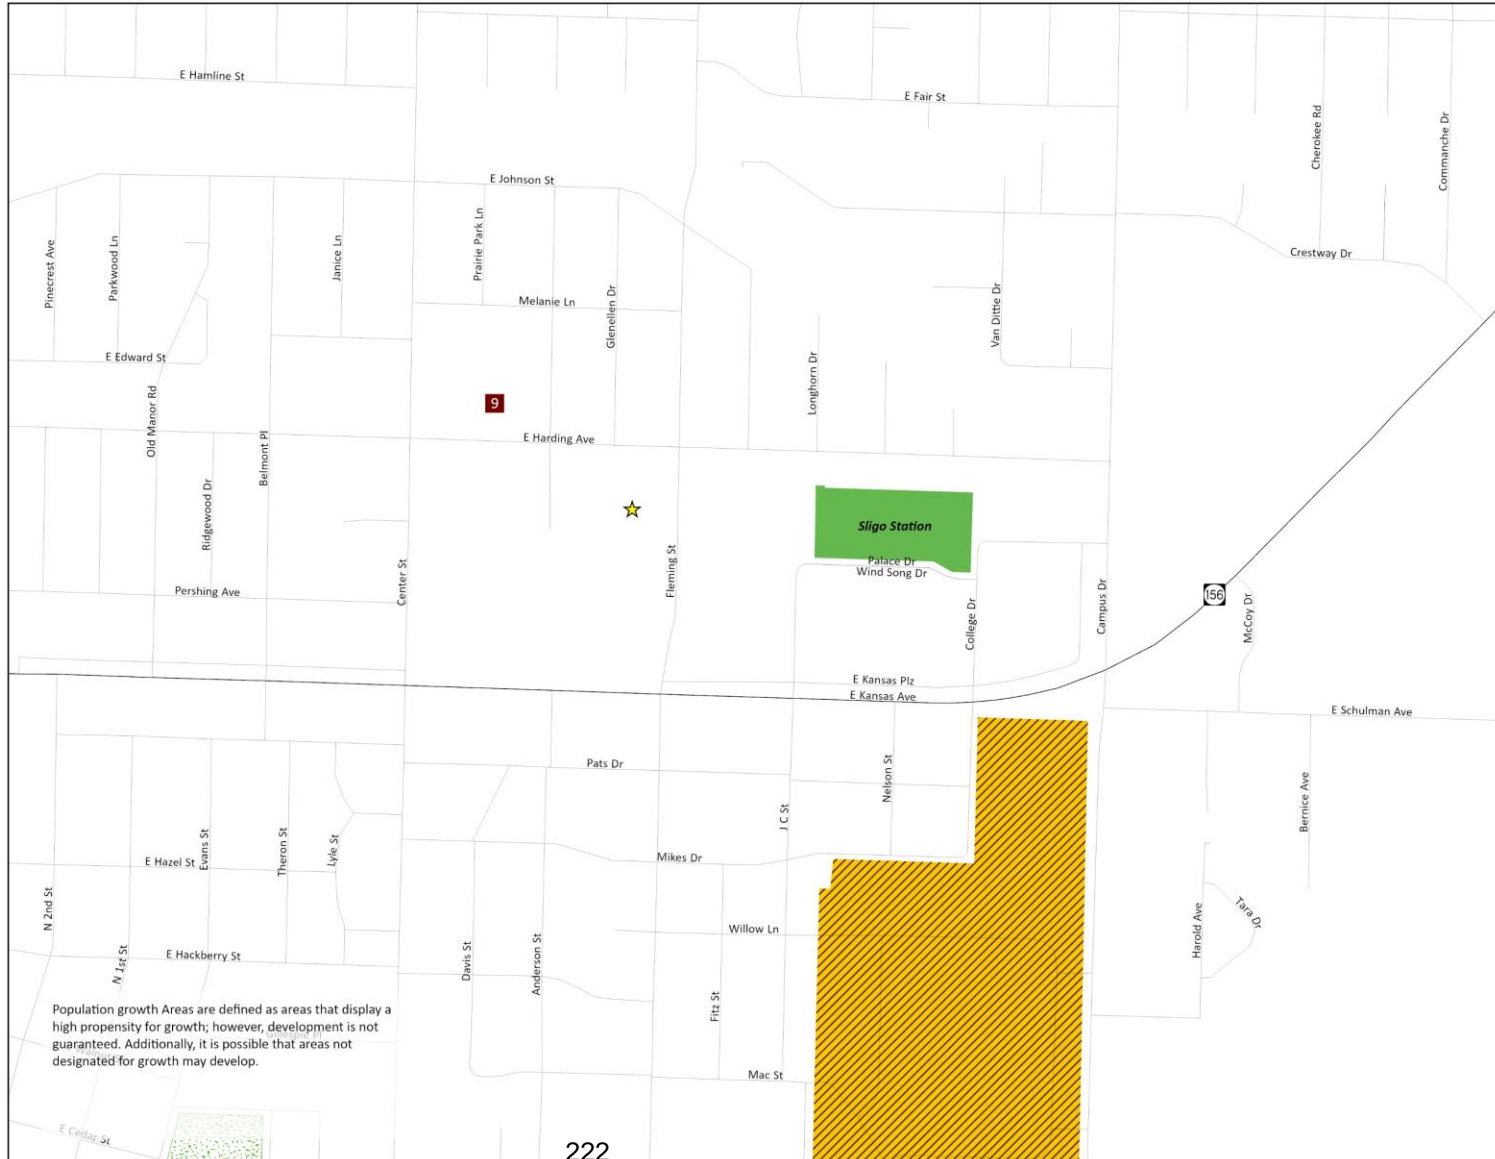 E Hamline St
E Fair St
Cherokee Rd
Commanche Dr
E Johnson St
Pinecrest Ave
Parkwood Ln
Janice Ln
Prairie Park Ln
Melanie Ln
Glenellen Dr
Van Dittie Dr
Crestway Dr
E Edward St
Old Manor Rd
Longhorn Dr
9
E Harding Ave
Belmont Pl
Ridgewood Dr
Sligo Station
Palace Dr
Wind Song Dr
Pershing Ave
Center St
Fleming St
College Dr
Campus Dr
156
McCoy Dr
E Kansas Plz
E Kansas Ave
E Schulman Ave
Pats Dr
Nelson St
J C St
Bernice Ave
Evans St
Theron St
Lyle St
E Hazel St
Mikes Dr
N 2nd St
Willow Ln
Harold Ave
Tara Dr
E Hackberry St
N 1st St
Davis St
Anderson St
Fitz St
Population growth Areas are defined as areas that display a
high propensity for growth; however, development is not
guaranteed. Additionally, it is possible that areas not
designated for growth may develop.
Gillespie Pl
Mac St
E Cedar St
222